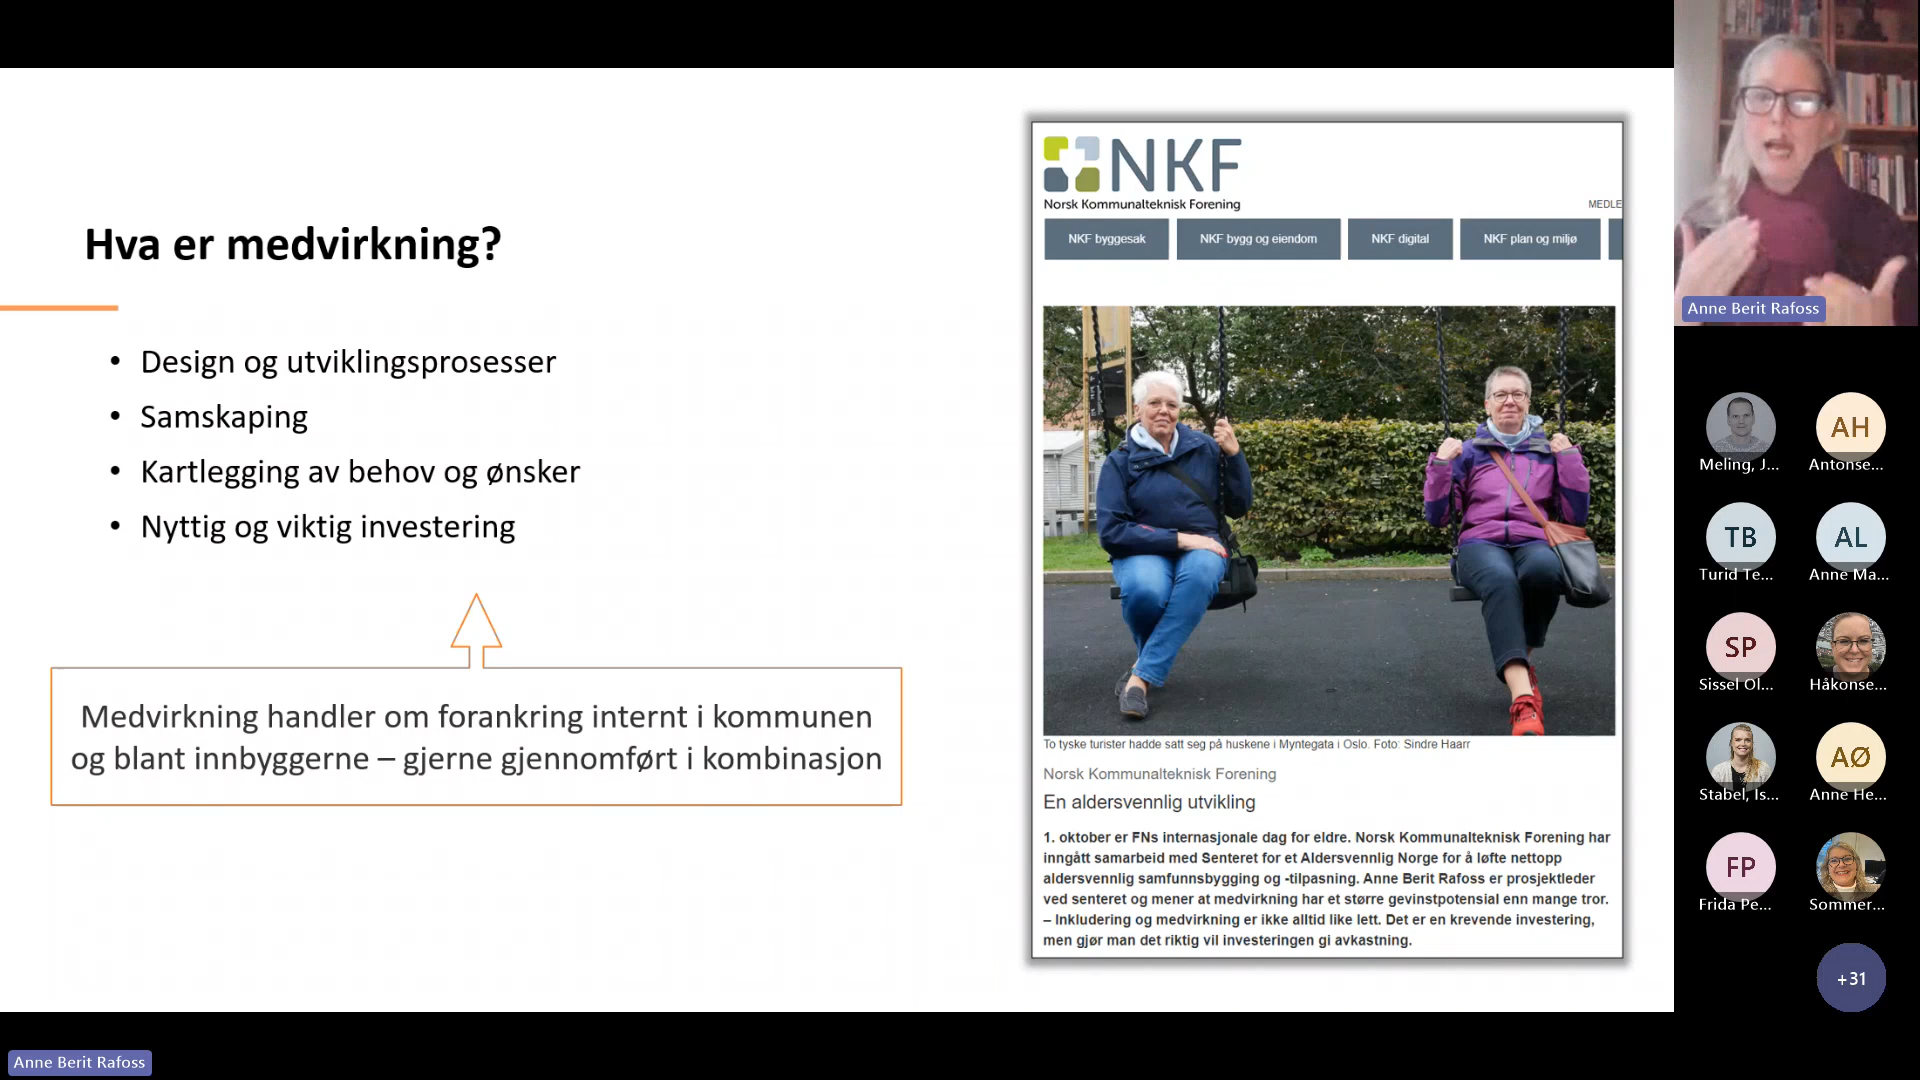 Hva er medvirkning?
• Design og utviklingsprosesser
• Samskaping
• Kartlegging av behov og ønsker
• Nyttig og viktig investering
Medvirkning handler om forankring internt i kommunen
og blant innbyggerne – gjerne gjennomført i kombinasjon
NKF
Norsk Kommunalteknisk Forening
MEDLE
NKF byggesak
NKF bygg og eiendom
NKF digital
NKF plan og miljø
To tyske turister hadde satt seg på huskene i Myntegata i Oslo. Foto: Sindre Haarr
Norsk Kommunalteknisk Forening
En aldersvennlig utvikling
1. oktober er FNs internasjonale dag for eldre. Norsk Kommunalteknisk Forening har
inngått samarbeid med Senteret for et Aldersvennlig Norge for å løfte nettopp
aldersvennlig samfunnsbygging og -tilpasning. Anne Berit Rafoss er prosjektleder
ved senteret og mener at medvirkning har et større gevinstpotensial enn mange tror.
– Inkludering og medvirkning er ikke alltid like lett. Det er en krevende investering,
men gjør man det riktig vil investeringen gi avkastning.
Anne Berit Rafoss
Meling, J...
AH
Antonse...
TB
Turid Te...
AL
Anne Ma...
SP
Sissel Ol...
Håkonse...
Stabel, Is...
AØ
Anne He...
FP
Frida Pe...
Sommer...
+31
Anne Berit Rafoss